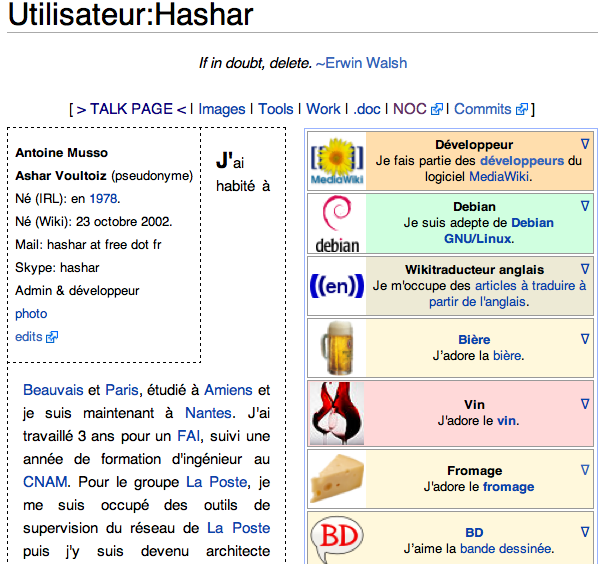 Utilisateur:Hashar
If in doubt, delete. ~Erwin Walsh
[ > TALK PAGE < | Images | Tools | Work | .doc | NOC | Commits ]
Antoine Musso
Ashar Voultoiz (pseudonyme)
Né (IRL): en 1978.
Né (Wiki): 23 octobre 2002.
Mail: hashar at free dot fr
Skype: hashar
Admin & développeur
photo
edits
J'ai
habité à
Beauvais et Paris, étudié à Amiens et
je suis maintenant à Nantes. J'ai
travaillé 3 ans pour un FAI, suivi une
année de formation d'ingénieur au
CNAM. Pour le groupe La Poste, je
me suis occupé des outils de
supervision du réseau de La Poste
puis j'y suis devenu architecte
MediaWiki
Développeur ∇
Je fais partie des développeurs du
logiciel MediaWiki.
debian
Debian ∇
Je suis adepte de Debian
GNU/Linux.
((en))
Wikitraducteur anglais ∇
Je m'occupe des articles à traduire à
partir de l'anglais.
Bière ∇
J'adore la bière.
Vin ∇
J'adore le vin.
Fromage ∇
J'adore le fromage
BD
BD ∇
J'aime la bande dessinée.